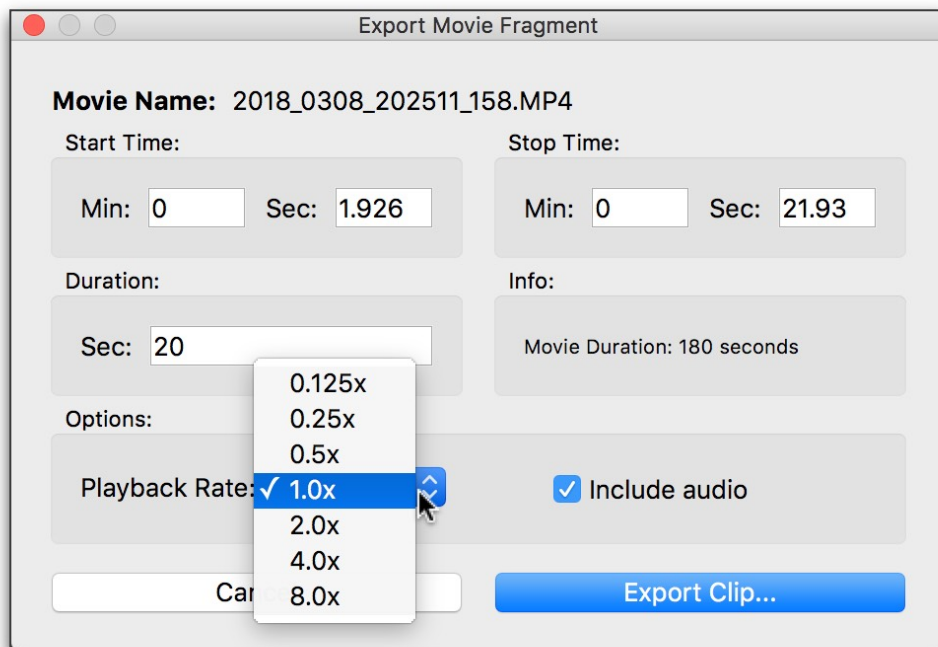 Export Movie Fragment
Movie Name: 2018_0308_202511_158.MP4
Start Time:
Stop Time:
Min: 0 Sec: 1.926
Min: 0 Sec: 21.93
Duration:
Info:
Sec: 20
Movie Duration: 180 seconds
0.125x
0.25x
Options:
0.5x
Playback Rate: ✓ 1.0x
Include audio
2.0x
4.0x
8.0x
Export Clip...